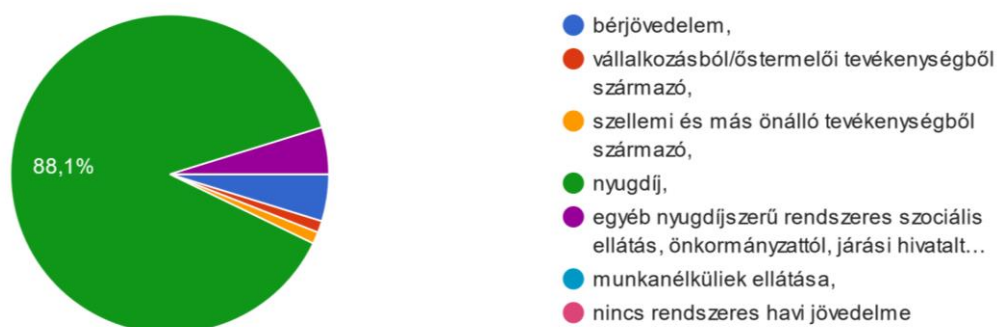 88,1%
bérjövedelem,
vállalkozásból/őstermelői tevékenységből
származó,
szellemi és más önálló tevékenységből
származó,
nyugdíj,
egyéb nyugdíjszerű rendszeres szociális
ellátás, önkormányzattól, járási hivatalt…
munkanélküliek ellátása,
nincs rendszeres havi jövedelme